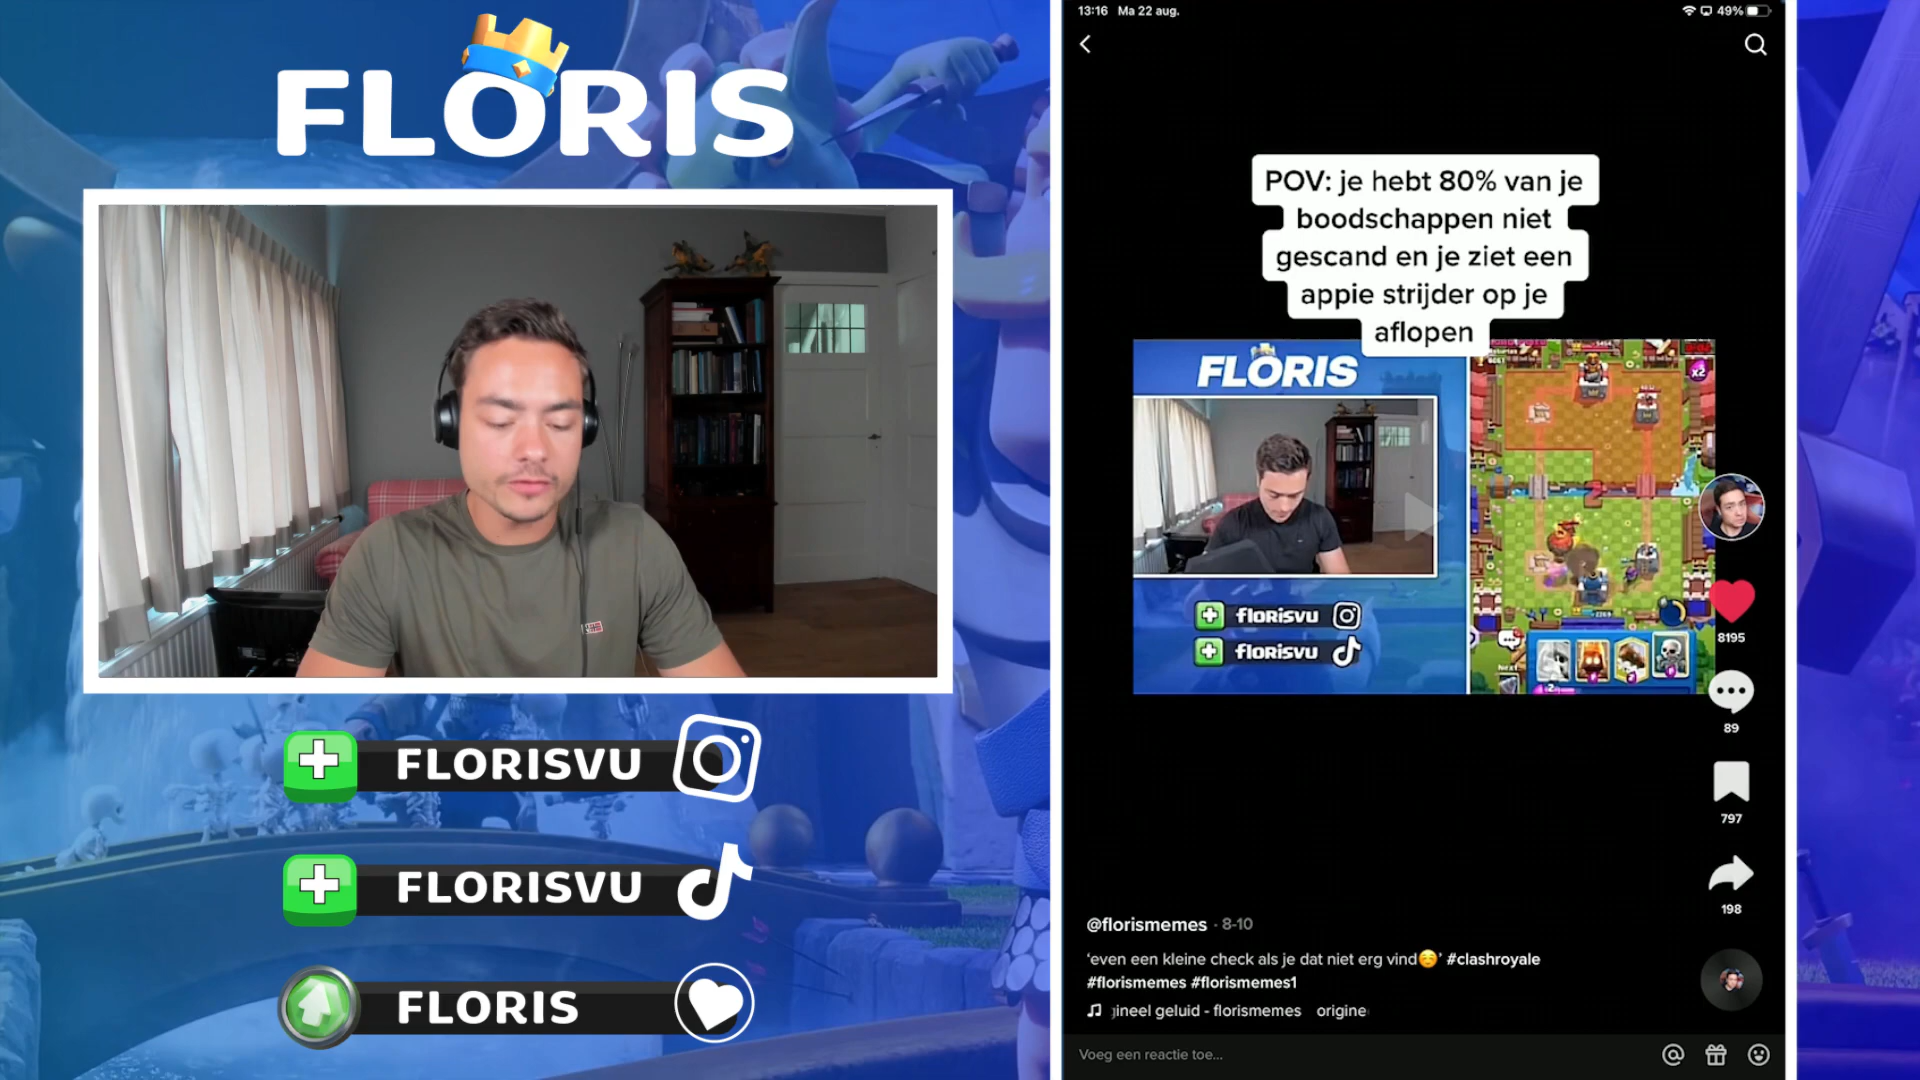 FLORIS
FLORISVU
FLORISVU
FLORIS
13:16 Ma 22 aug.
49%
POV: je hebt 80% van je
boodschappen niet
gescand en je ziet een
appie strijder op je
aflopen
FLORIS
florisvu
florisvu
x2
Next:
8195
89
797
198
@florismemes · 8-10
‘even een kleine check als je dat niet erg vind☺️’ #clashroyale
#florismemes #florismemes1
gineel geluid - florismemes origine
Voeg een reactie toe...